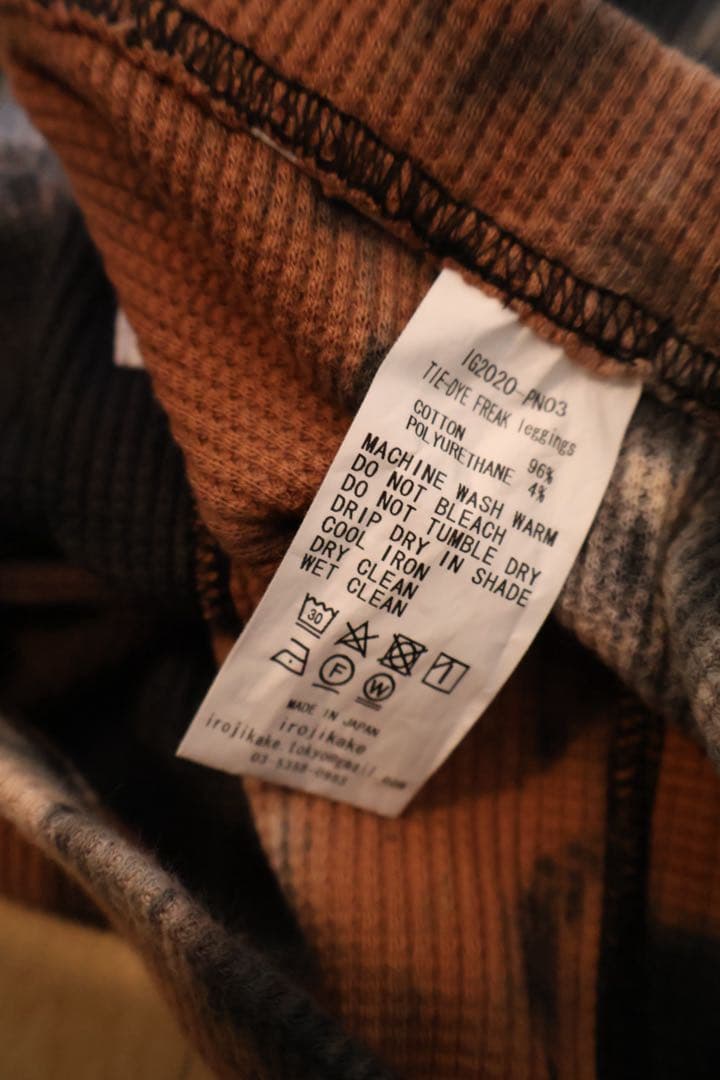 IG2020-PN03
TIE-DYE FREAK leggings
COTTON 96%
POLYURETHANE 4%
MACHINE WASH WARM
DO NOT BLEACH
DO NOT TUMBLE DRY
DRIP DRY IN SHADE
COOL IRON
DRY CLEAN
WET CLEAN
30
F W
MADE IN JAPAN
irojikake